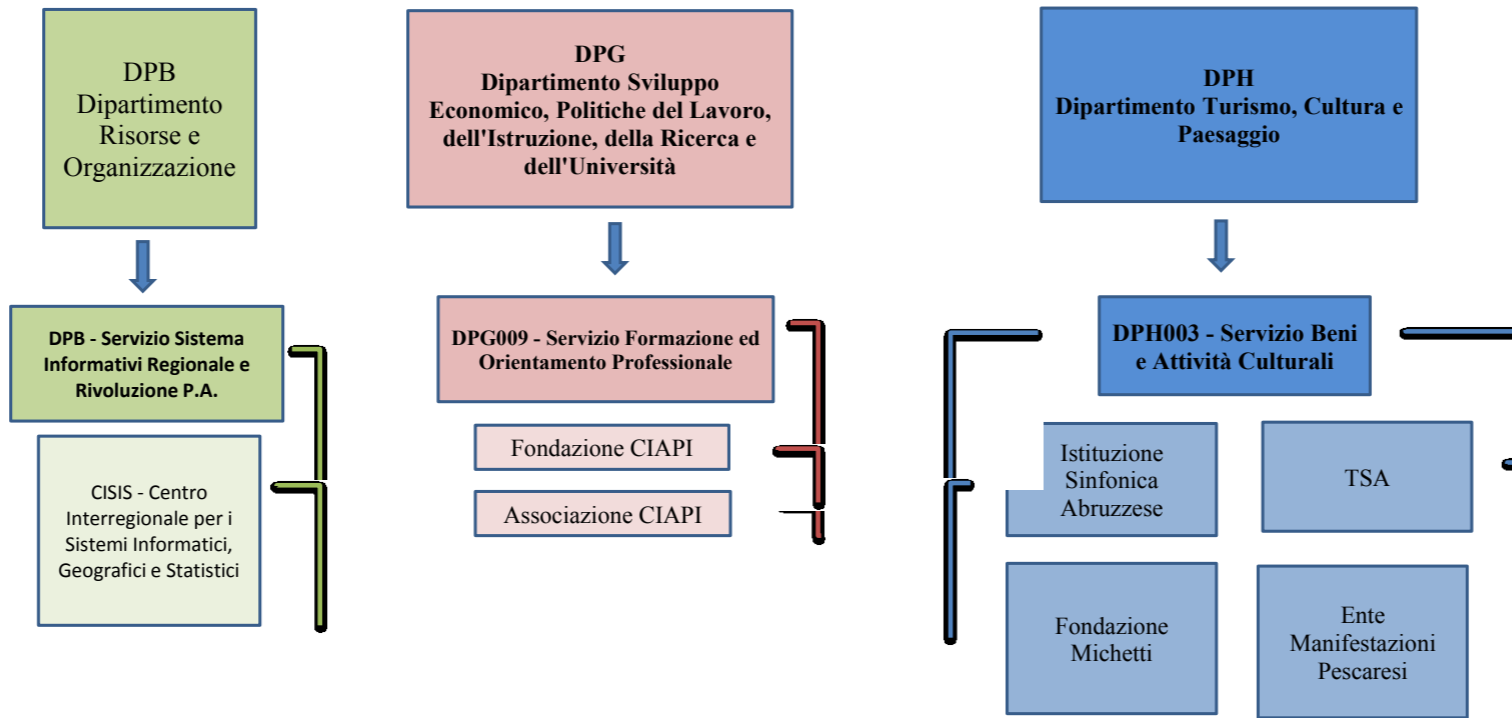 DPB
Dipartimento
Risorse e
Organizzazione
DPG
Dipartimento Sviluppo
Economico, Politiche del Lavoro,
dell'Istruzione, della Ricerca e
dell'Università
DPH
Dipartimento Turismo, Cultura e
Paesaggio
DPB - Servizio Sistema
Informativi Regionale e
Rivoluzione P.A.
DPG009 - Servizio Formazione ed
Orientamento Professionale
DPH003 - Servizio Beni
e Attività Culturali
CISIS - Centro
Interregionale per i
Sistemi Informatici,
Geografici e Statistici
Fondazione CIAPI
Associazione CIAPI
Istituzione
Sinfonica
Abruzzese
TSA
Fondazione
Michetti
Ente
Manifestazioni
Pescaresi